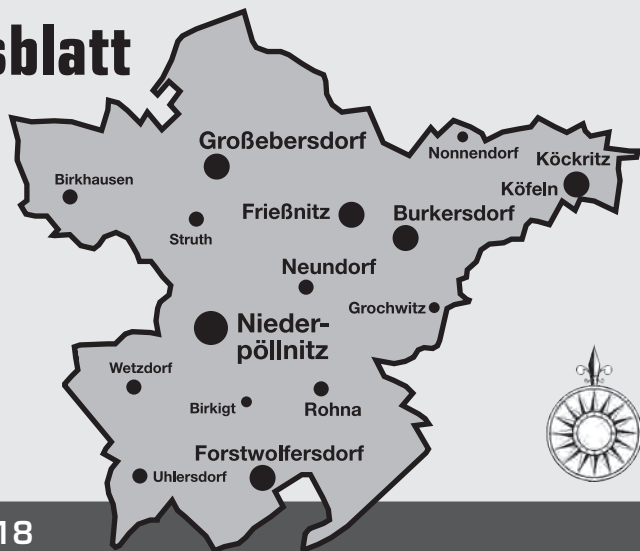 sblatt
Großebersdorf
Nonnendorf
Köckritz
Birkhausen
Köfeln
Frießnitz
Burkersdorf
Struth
Neundorf
Grochwitz
Nieder-
pöllnitz
Wetzdorf
Birkigt
Rohna
Forstwolfersdorf
Uhlersdorf
18